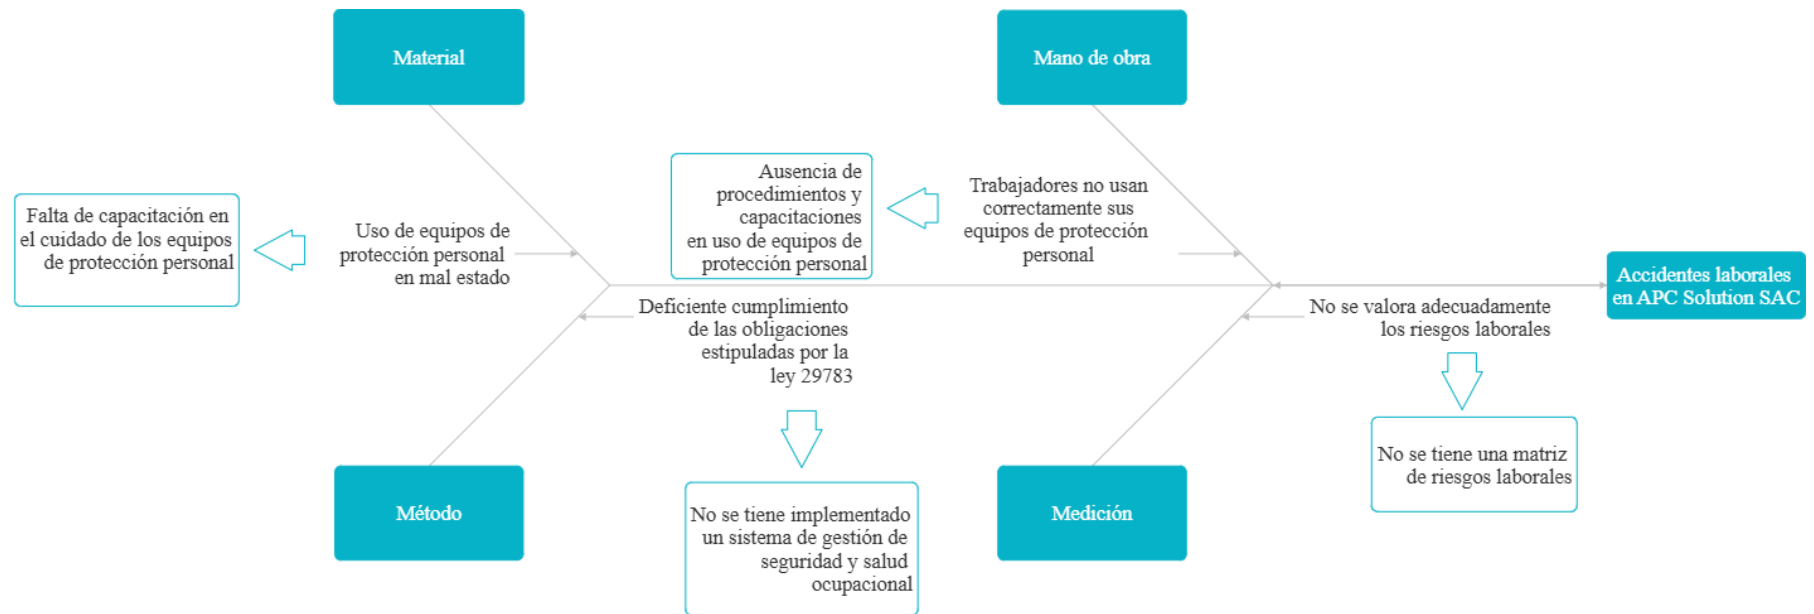 Material
Mano de obra
Falta de capacitación en
el cuidado de los equipos
de protección personal
Uso de equipos de
protección personal
en mal estado
Ausencia de
procedimientos y
capacitaciones
en uso de equipos de
protección personal
Trabajadores no usan
correctamente sus
equipos de protección
personal
Accidentes laborales
en APC Solution SAC
Deficiente cumplimiento
de las obligaciones
estipuladas por la
ley 29783
No se valora adecuadamente
los riesgos laborales
Método
No se tiene implementado
un sistema de gestión de
seguridad y salud
ocupacional
Medición
No se tiene una matriz
de riesgos laborales